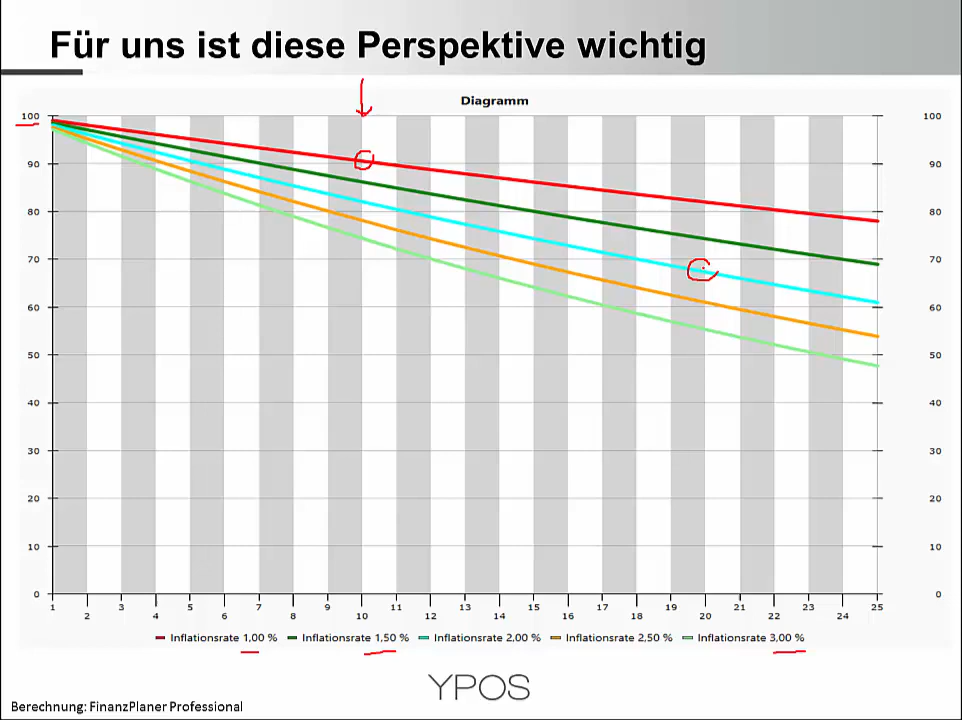 Für uns ist diese Perspektive wichtig
Diagramm
100 100
90 90
80 80
70 70
60 60
50 50
40 40
30 30
20 20
10 10
0 0
1 3 5 7 9 11 13 15 17 19 21 23 25
2 4 6 8 10 12 14 16 18 20 22 24
Inflationsrate 1,00 % Inflationsrate 1,50 % Inflationsrate 2,00 % Inflationsrate 2,50 % Inflationsrate 3,00 %
YPOS
Berechnung: FinanzPlaner Professional